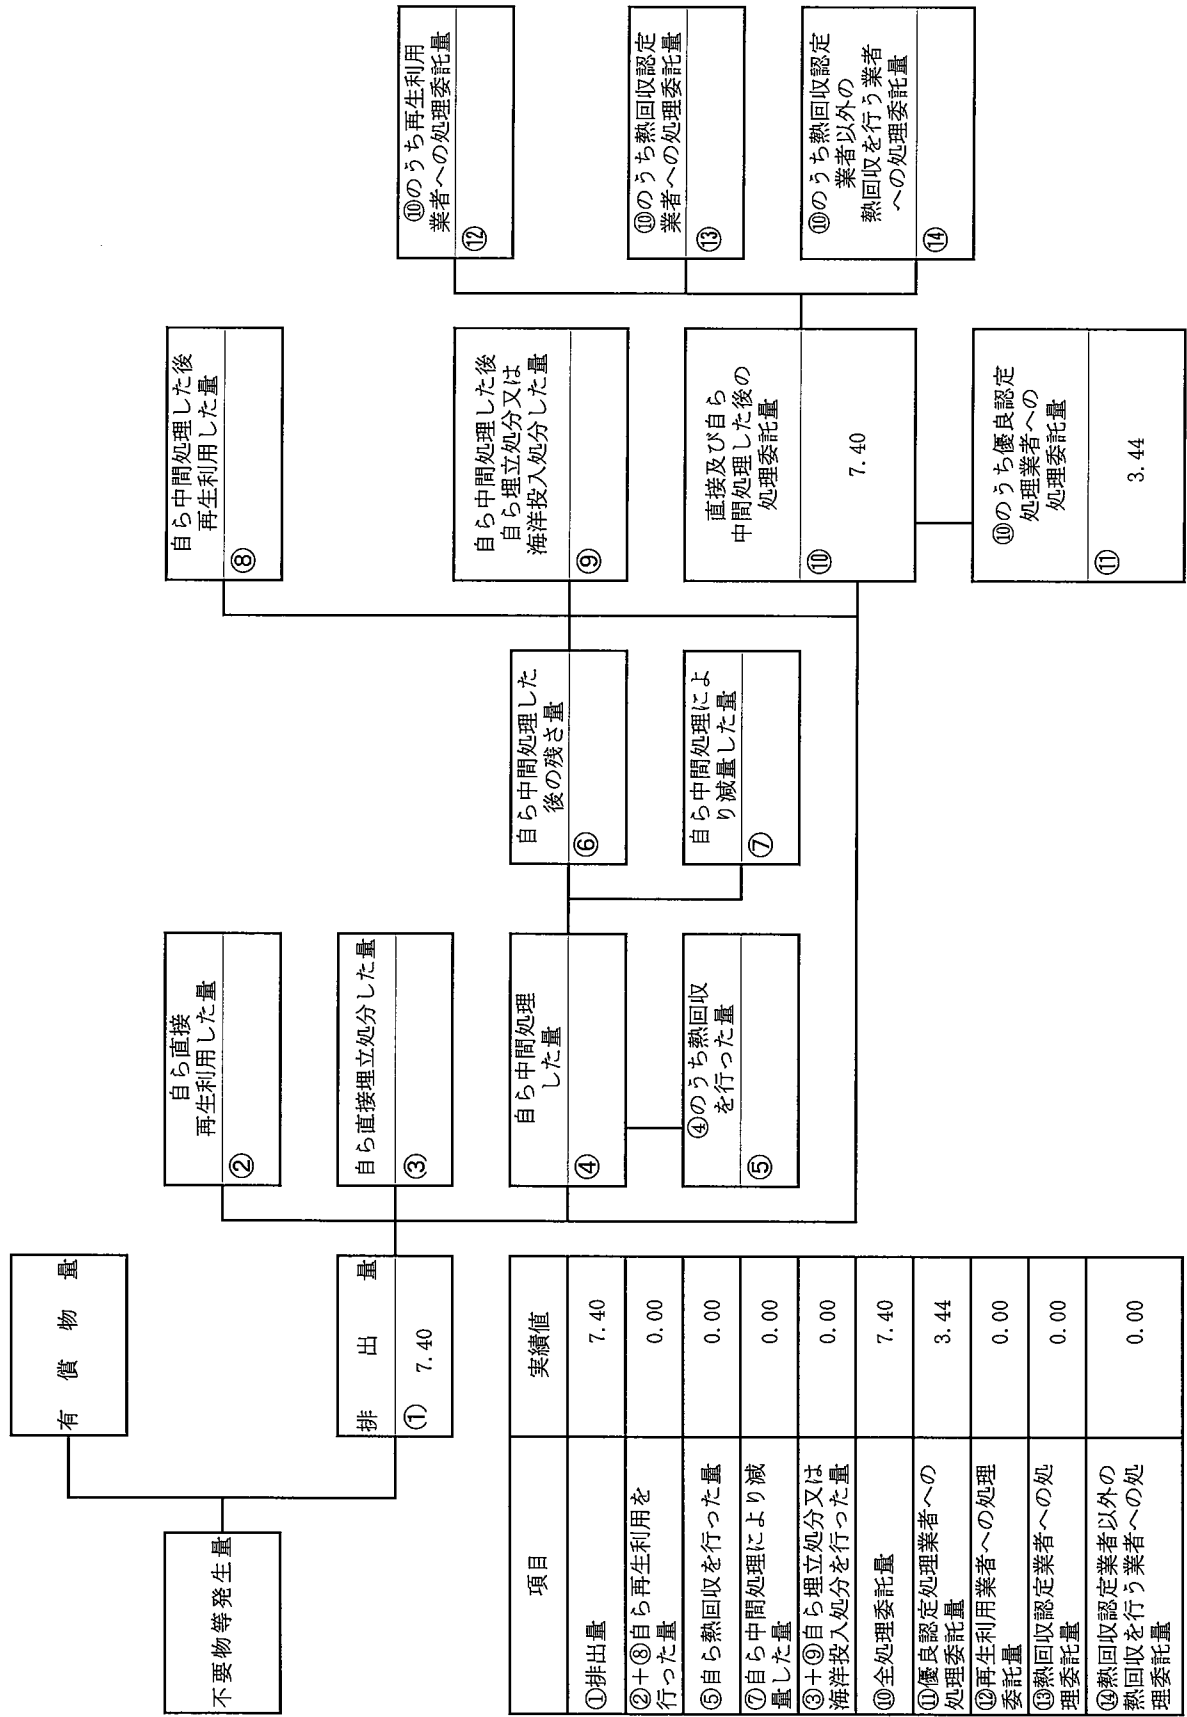 不要物等発生量
有償物量
排出量
① 7.40
自ら直接
再生利用した量
②
自ら直接埋立処分した量
③
自ら中間処理
した量
④
④のうち熱回収
を行った量
⑤
自ら中間処理した
後の残さ量
⑥
自ら中間処理によ
り減量した量
⑦
自ら中間処理した後
再生利用した量
⑧
自ら中間処理した後
自ら埋立処分又は
海洋投入処分した量
⑨
直接及び自ら
中間処理した後の
処理委託量
⑩ 7.40
⑩のうち優良認定
処理業者への
処理委託量
⑪ 3.44
⑩のうち再生利用
業者への処理委託量
⑫
⑩のうち熱回収認定
業者への処理委託量
⑬
⑩のうち熱回収認定
業者以外の
熱回収を行う業者
への処理委託量
⑭
項目 実績値
①排出量 7.40
②＋⑧自ら再生利用を
行った量 0.00
⑤自ら熱回収を行った量 0.00
⑦自ら中間処理により減
量した量 0.00
③＋⑨自ら埋立処分又は
海洋投入処分を行った量 0.00
⑩全処理委託量 7.40
⑪優良認定処理業者への
処理委託量 3.44
⑫再生利用業者への処理
委託量 0.00
⑬熱回収認定業者への処
理委託量 0.00
⑭熱回収認定業者以外の
熱回収を行う業者への処
理委託量 0.00